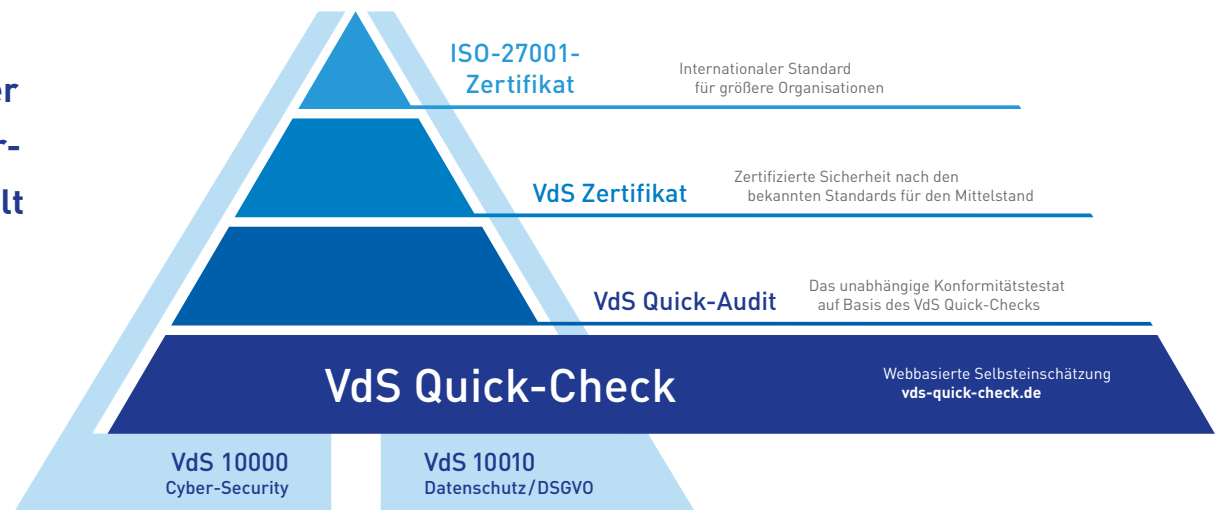 er
r-
lt
ISO-27001-
Zertifikat
Internationaler Standard
für größere Organisationen
VdS Zertifikat
Zertifizierte Sicherheit nach den
bekannten Standards für den Mittelstand
VdS Quick-Audit
Das unabhängige Konformitätstestat
auf Basis des VdS Quick-Checks
VdS Quick-Check
Webbasierte Selbsteinschätzung
vds-quick-check.de
VdS 10000
Cyber-Security
VdS 10010
Datenschutz/DSGVO